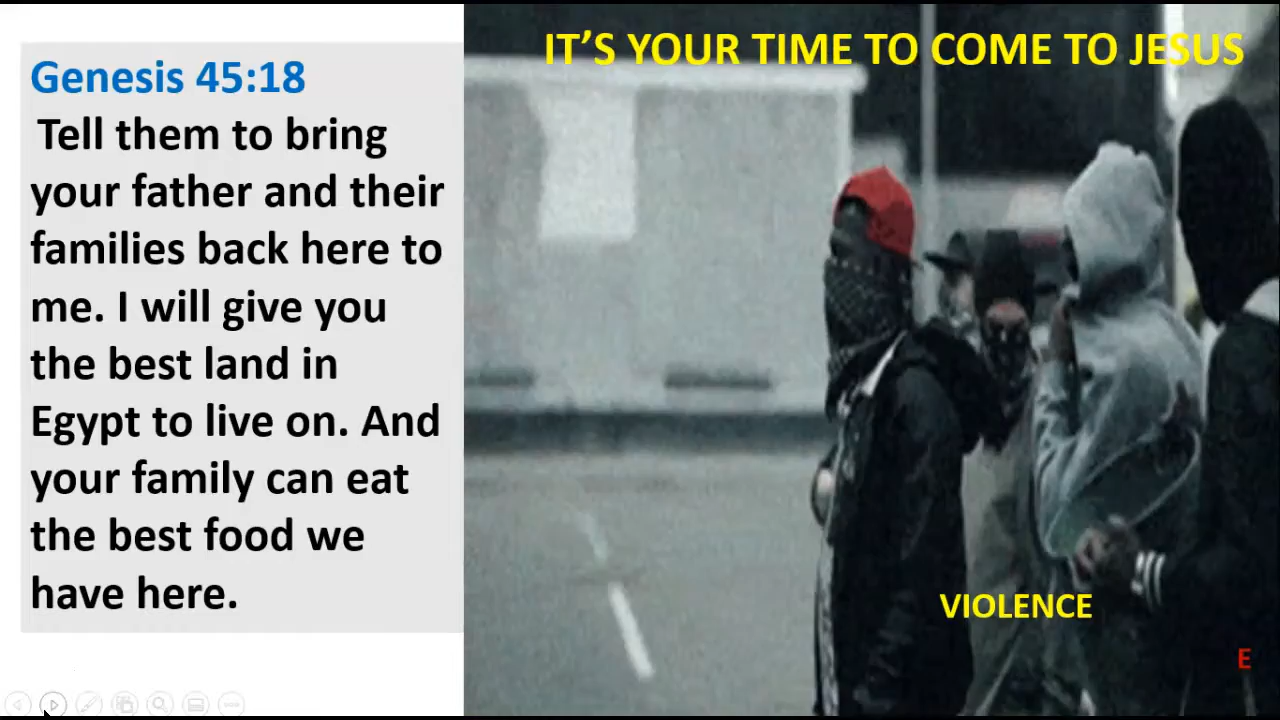 Genesis 45:18
Tell them to bring
your father and their
families back here to
me. I will give you
the best land in
Egypt to live on. And
your family can eat
the best food we
have here.
IT’S YOUR TIME TO COME TO JESUS
VIOLENCE
E